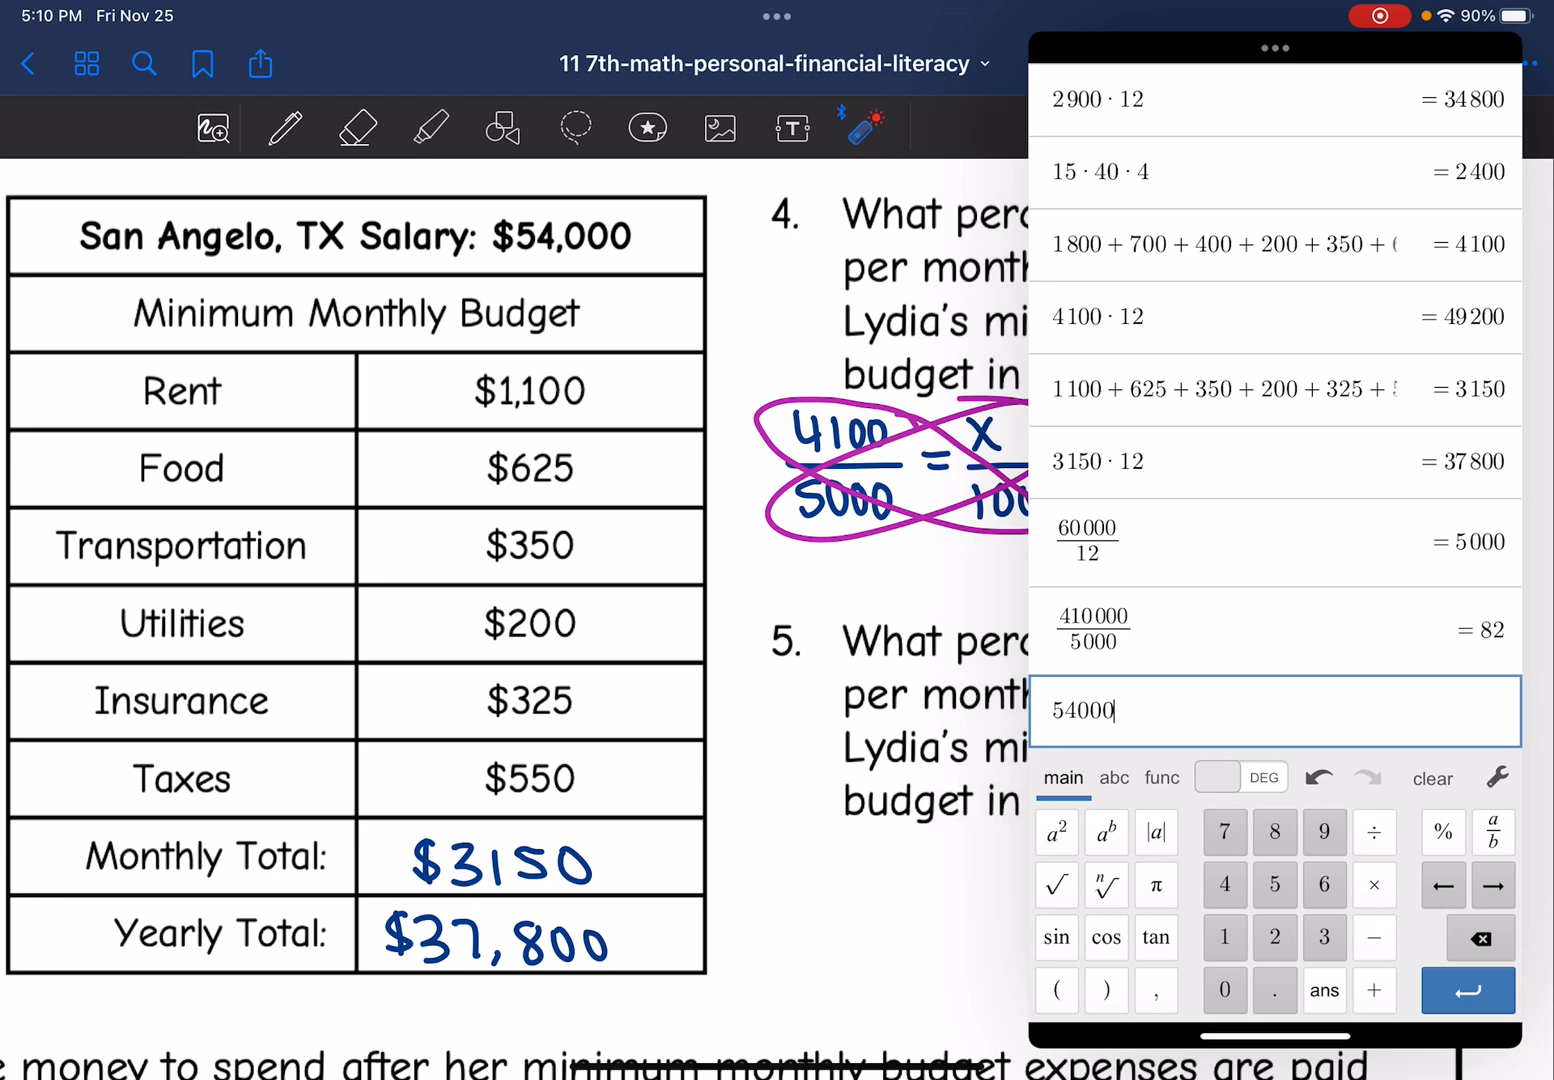 5:10 PM Fri Nov 25
90%
11 7th-math-personal-financial-literacy
San Angelo, TX Salary: $54,000
Minimum Monthly Budget
Rent $1,100
Food $625
Transportation $350
Utilities $200
Insurance $325
Taxes $550
Monthly Total: $3150
Yearly Total: $37,800
4. What perc
per month
Lydia's mi
budget in
4100/5000 = x/100
5. What perc
per month
Lydia's mi
budget in
money to spend after her minimum monthly budget expenses are paid
2900 · 12 = 34800
15 · 40 · 4 = 2400
1800 + 700 + 400 + 200 + 350 + = 4100
4100 · 12 = 49200
1100 + 625 + 350 + 200 + 325 + = 3150
3150 · 12 = 37800
60000/12 = 5000
410000/5000 = 82
54000
main abc func DEG clear
a² aᵇ |a| 7 8 9 ÷ % a/b
√ ⁿ√ π 4 5 6 × ← →
sin cos tan 1 2 3 −
( ) , 0 . ans +